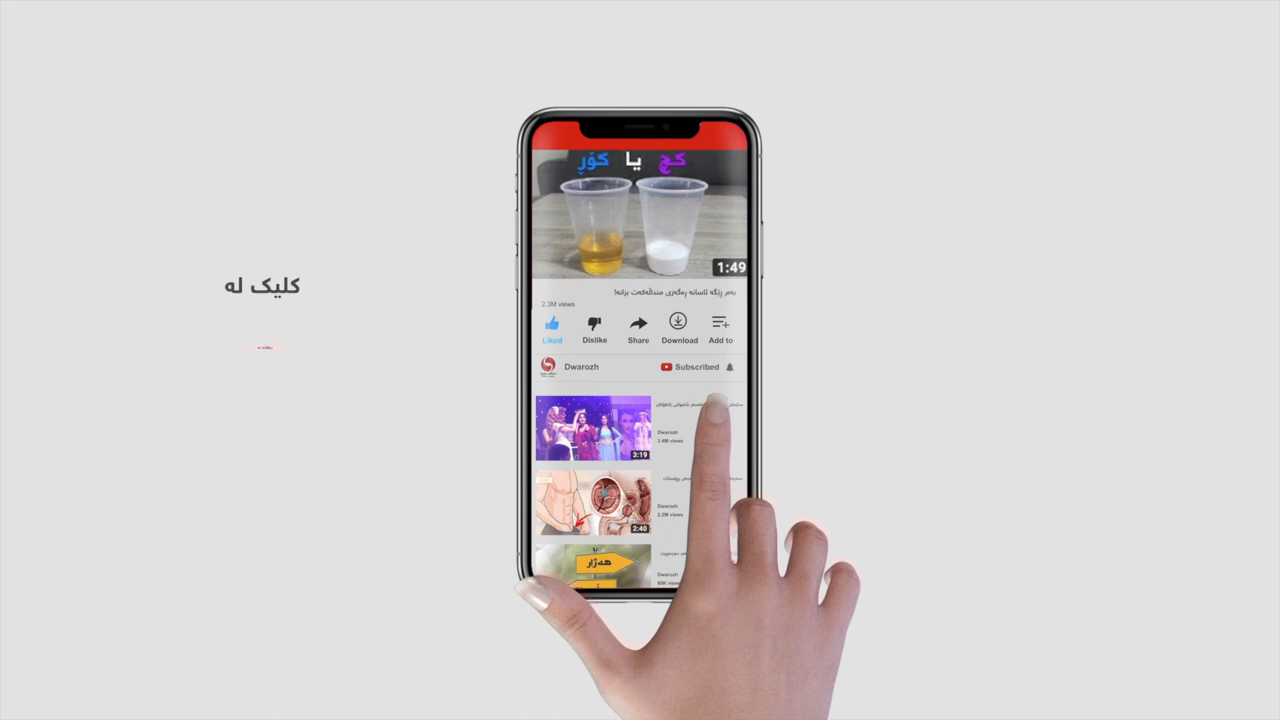 کلیک لە
کچ یا کۆڕ
1:49
بەم ڕێگە ئاسانە ڕەگەزی منداڵەکەت بزانە!
2.3M views
Liked Dislike Share Download Add to
Dwarozh Subscribed
3:19
Dwarozh
3.4M views
2:40
Dwarozh
2.2M views
هەژار
Dwarozh